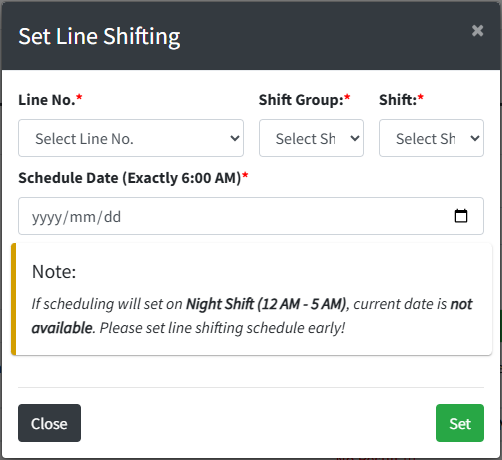 Set Line Shifting ×
Line No.* Shift Group:* Shift:*
Select Line No. Select Sh Select Sh
Schedule Date (Exactly 6:00 AM)*
yyyy/mm/dd
Note:
If scheduling will set on Night Shift (12 AM - 5 AM), current date is not
available. Please set line shifting schedule early!
Close Set